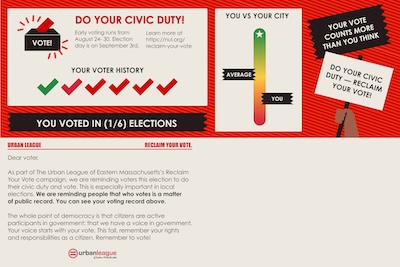 DO YOUR CIVIC DUTY!
VOTE!
Early voting runs from
August 24- 30. Election
day is on September 3rd.
Learn more at
https://nul.org/
reclaim-your-vote
YOUR VOTER HISTORY
YOU VOTED IN (1/6) ELECTIONS
YOU VS YOUR CITY
AVERAGE
YOU
YOUR VOTE
COUNTS MORE
THAN YOU THINK
DO YOUR CIVIC
DUTY — RECLAIM
YOUR VOTE!
URBAN LEAGUE
RECLAIM YOUR VOTE.
Dear voter,
As part of The Urban League of Eastern Massachusetts's Reclaim
Your Vote campaign, we are reminding voters this election to do
their civic duty and vote. This is especially important in local
elections. We are reminding people that who votes is a matter
of public record. You can see your voting record above.
The whole point of democracy is that citizens are active
participants in government; that we have a voice in government.
Your voice starts with your vote. This fall, remember your rights
and responsibilities as a citizen. Remember to vote!
urbanleague